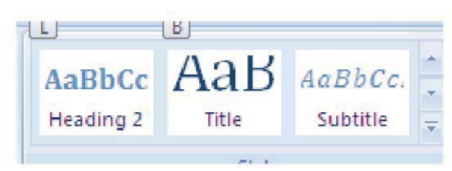 L B
AaBbCc AaB AaBbCc.
Heading 2 Title Subtitle